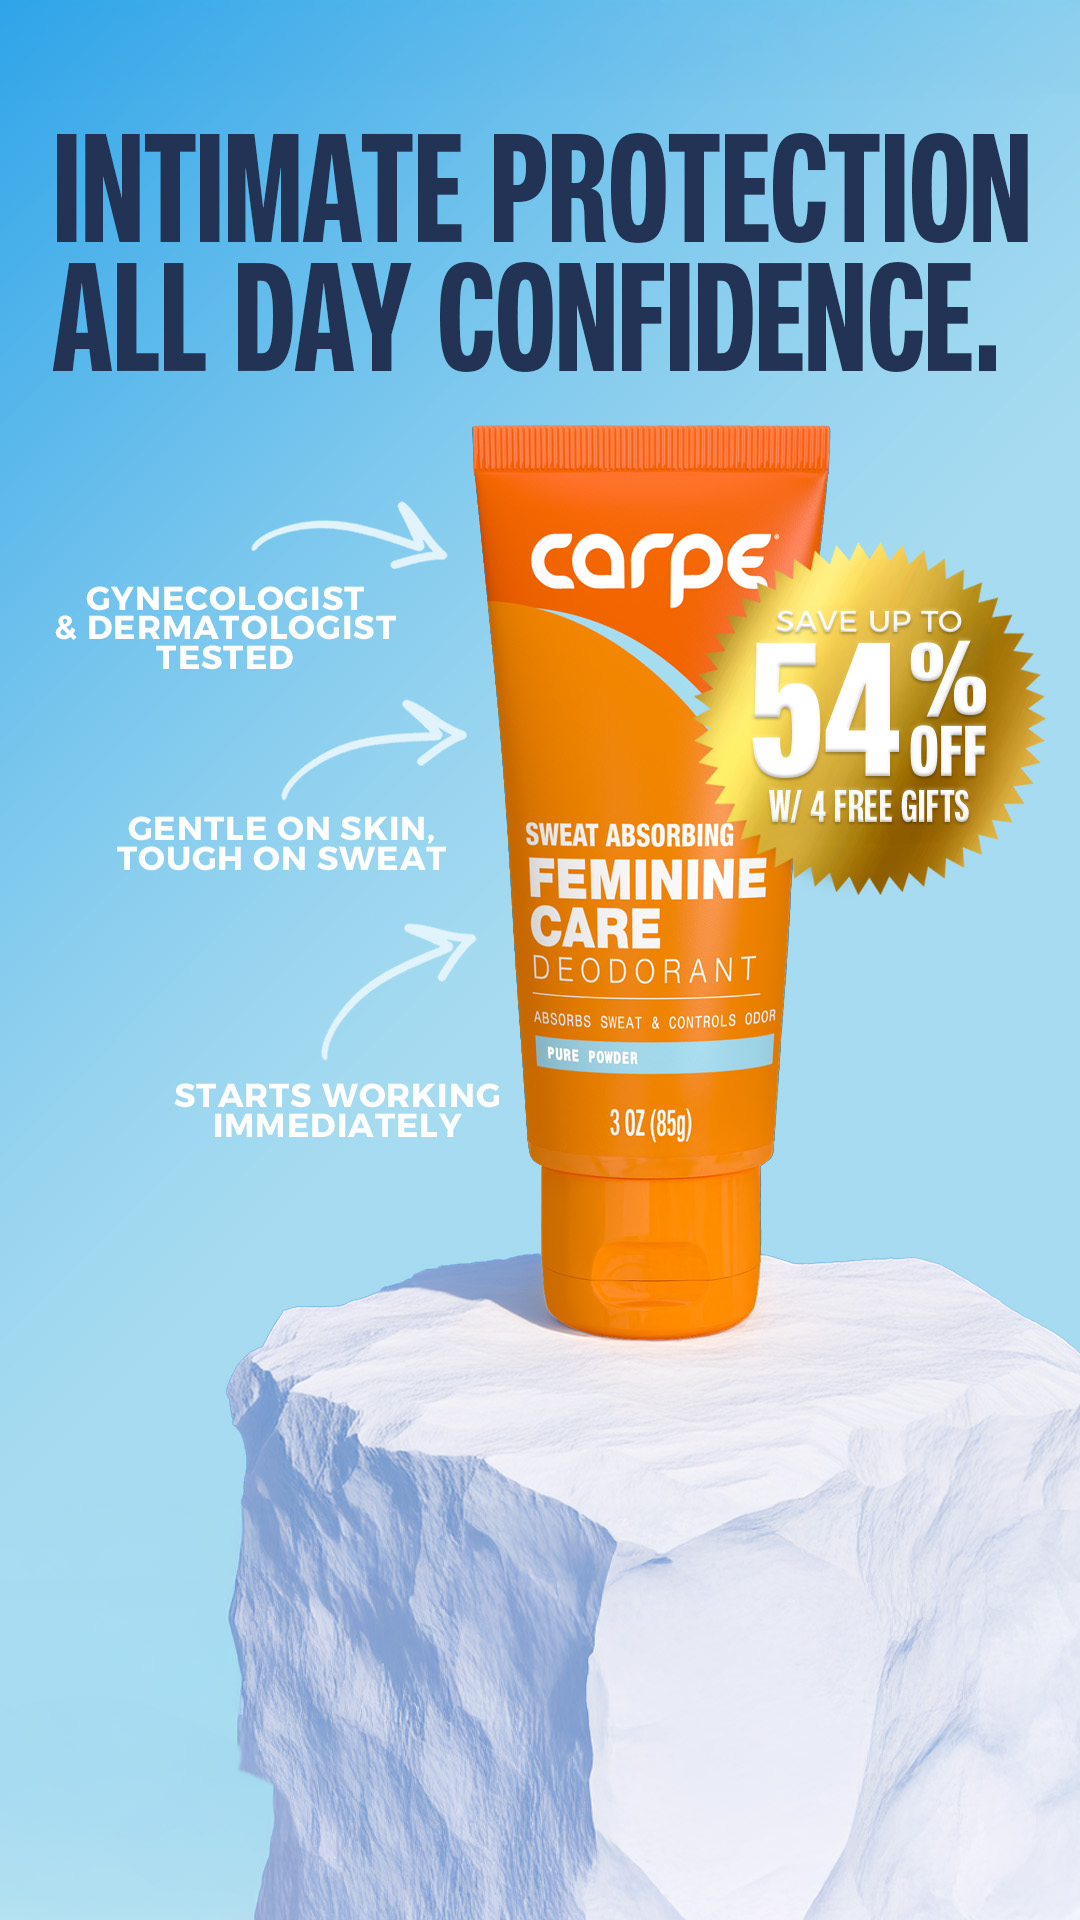 INTIMATE PROTECTION
ALL DAY CONFIDENCE.
carpe
GYNECOLOGIST
& DERMATOLOGIST
TESTED
SAVE UP TO
54%
OFF
W/ 4 FREE GIFTS
GENTLE ON SKIN,
TOUGH ON SWEAT
SWEAT ABSORBING
FEMININE
CARE
DEODORANT
ABSORBS SWEAT & CONTROLS ODOR
PURE POWDER
STARTS WORKING
IMMEDIATELY
3 OZ (85g)